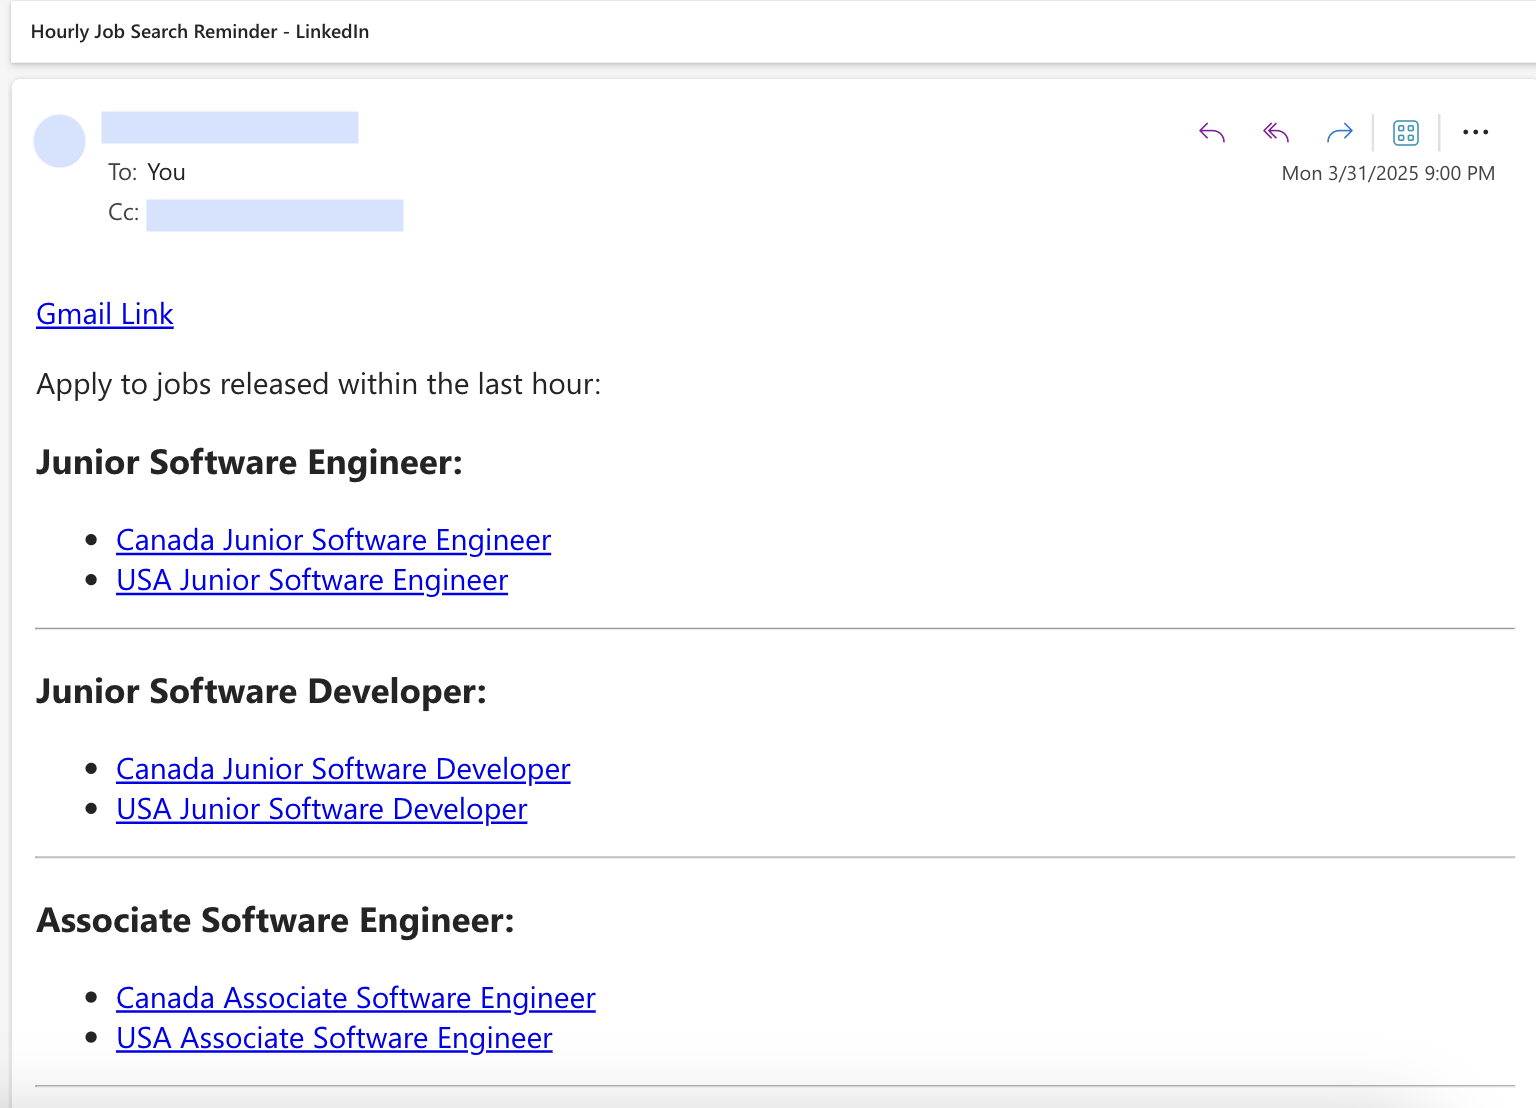 Hourly Job Search Reminder - LinkedIn
To: You
Mon 3/31/2025 9:00 PM
Cc:
Gmail Link
Apply to jobs released within the last hour:
Junior Software Engineer:
• Canada Junior Software Engineer
• USA Junior Software Engineer
Junior Software Developer:
• Canada Junior Software Developer
• USA Junior Software Developer
Associate Software Engineer:
• Canada Associate Software Engineer
• USA Associate Software Engineer